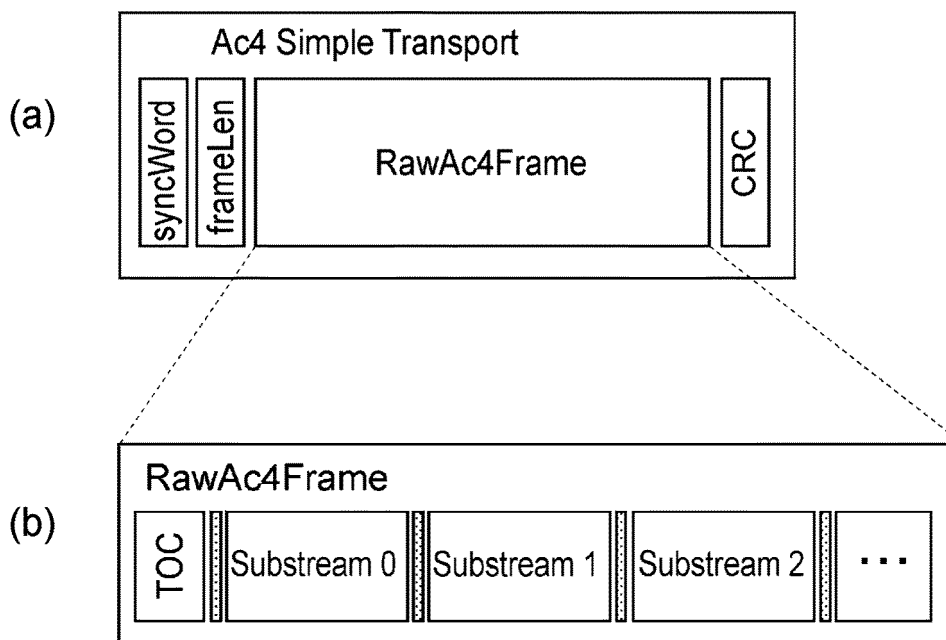 Ac4 Simple Transport
(a)
syncWord
frameLen
RawAc4Frame
CRC
RawAc4Frame
(b)
TOC
Substream 0
Substream 1
Substream 2
...